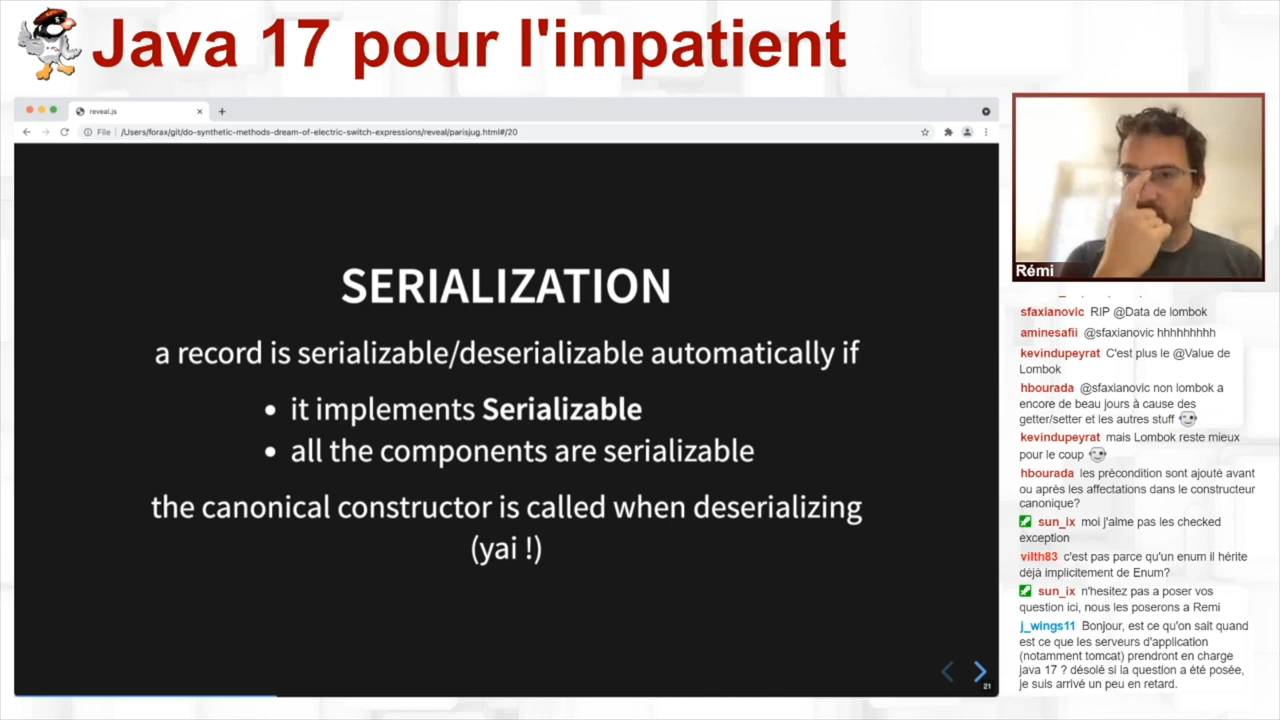 Java 17 pour l'impatient
reveal.js
File
/Users/forax/git/do-synthetic-methods-dream-of-electric-switch-expressions/reveal/parisjug.html#/20
SERIALIZATION
a record is serializable/deserializable automatically if
• it implements Serializable
• all the components are serializable
the canonical constructor is called when deserializing
(yai !)
21
Rémi
sfaxianovic RIP @Data de lombok
aminesafii @sfaxianovic hhhhhhhhh
kevindupeyrat C'est plus le @Value de
Lombok
hbourada @sfaxianovic non lombok a
encore de beau jours à cause des
getter/setter et les autres stuff
kevindupeyrat mais Lombok reste mieux
pour le coup
hbourada les précondition sont ajouté avant
ou après les affectations dans le constructeur
canonique?
sun_ix moi j'aime pas les checked
exception
vilth83 c'est pas parce qu'un enum il hérite
déjà implicitement de Enum?
sun_ix n'hesitez pas a poser vos
question ici, nous les poserons a Remi
j_wings11 Bonjour, est ce qu'on sait quand
est ce que les serveurs d'application
(notamment tomcat) prendront en charge
java 17 ? désolé si la question a été posée,
je suis arrivé un peu en retard.